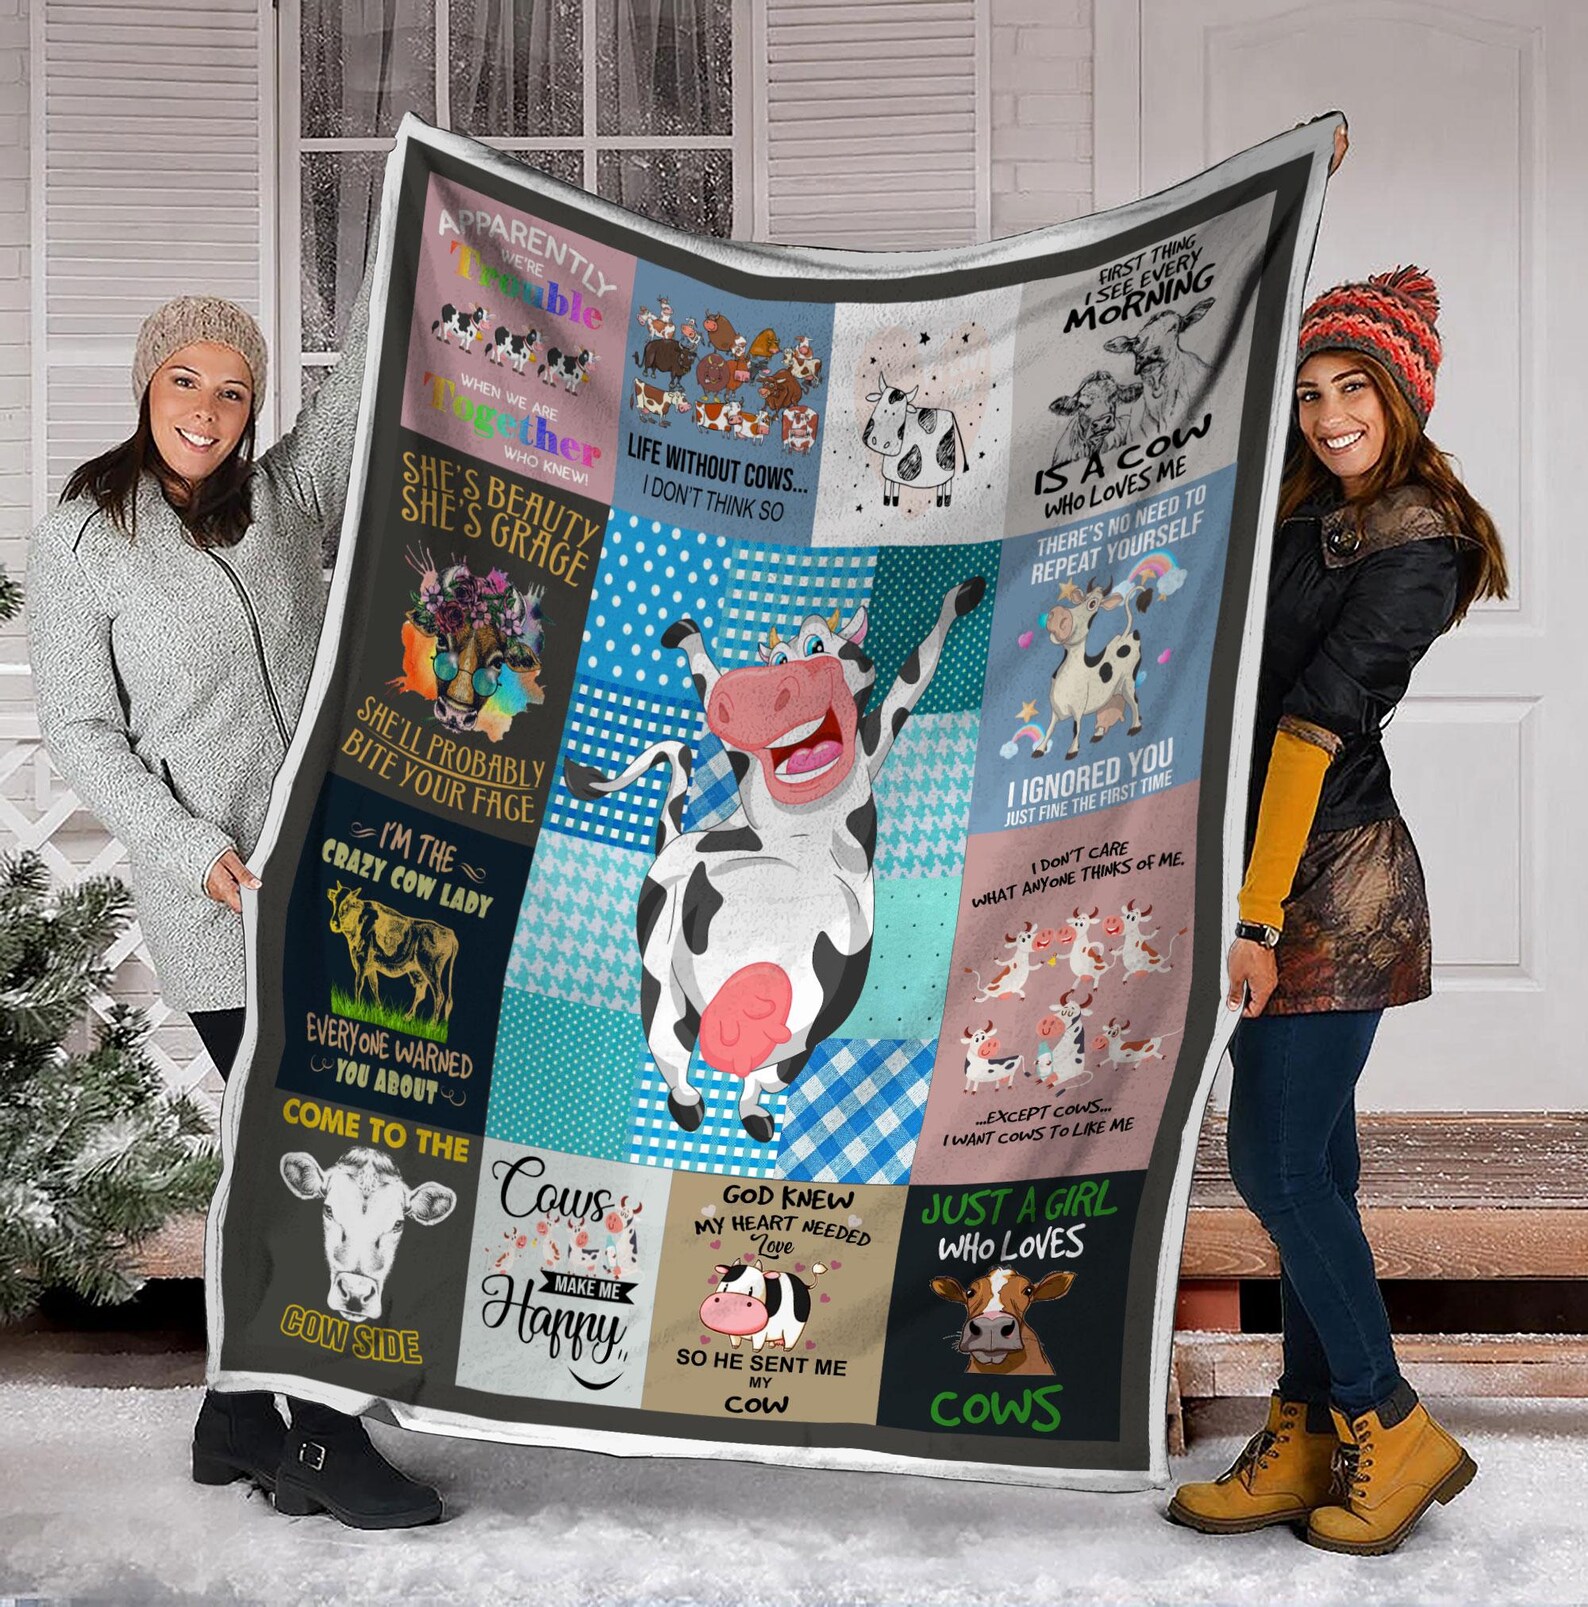 APPARENTLY
WE'RE
Trouble
WHEN WE ARE
Together
WHO KNEW!
LIFE WITHOUT COWS...
I DON'T THINK SO
FIRST THING
I SEE EVERY
MORNING
IS A COW
WHO LOVES ME
SHE'S BEAUTY
SHE'S GRACE
SHE'LL PROBABLY
BITE YOUR FACE
THERE'S NO NEED TO
REPEAT YOURSELF
I IGNORED YOU
JUST FINE THE FIRST TIME
I'M THE
CRAZY COW LADY
EVERYONE WARNED
YOU ABOUT
I DON'T CARE
WHAT ANYONE THINKS OF ME.
...EXCEPT COWS...
I WANT COWS TO LIKE ME
COME TO THE
COW SIDE
Cows
MAKE ME
Happy
GOD KNEW
MY HEART NEEDED
Love
SO HE SENT ME
MY
COW
JUST A GIRL
WHO LOVES
COWS